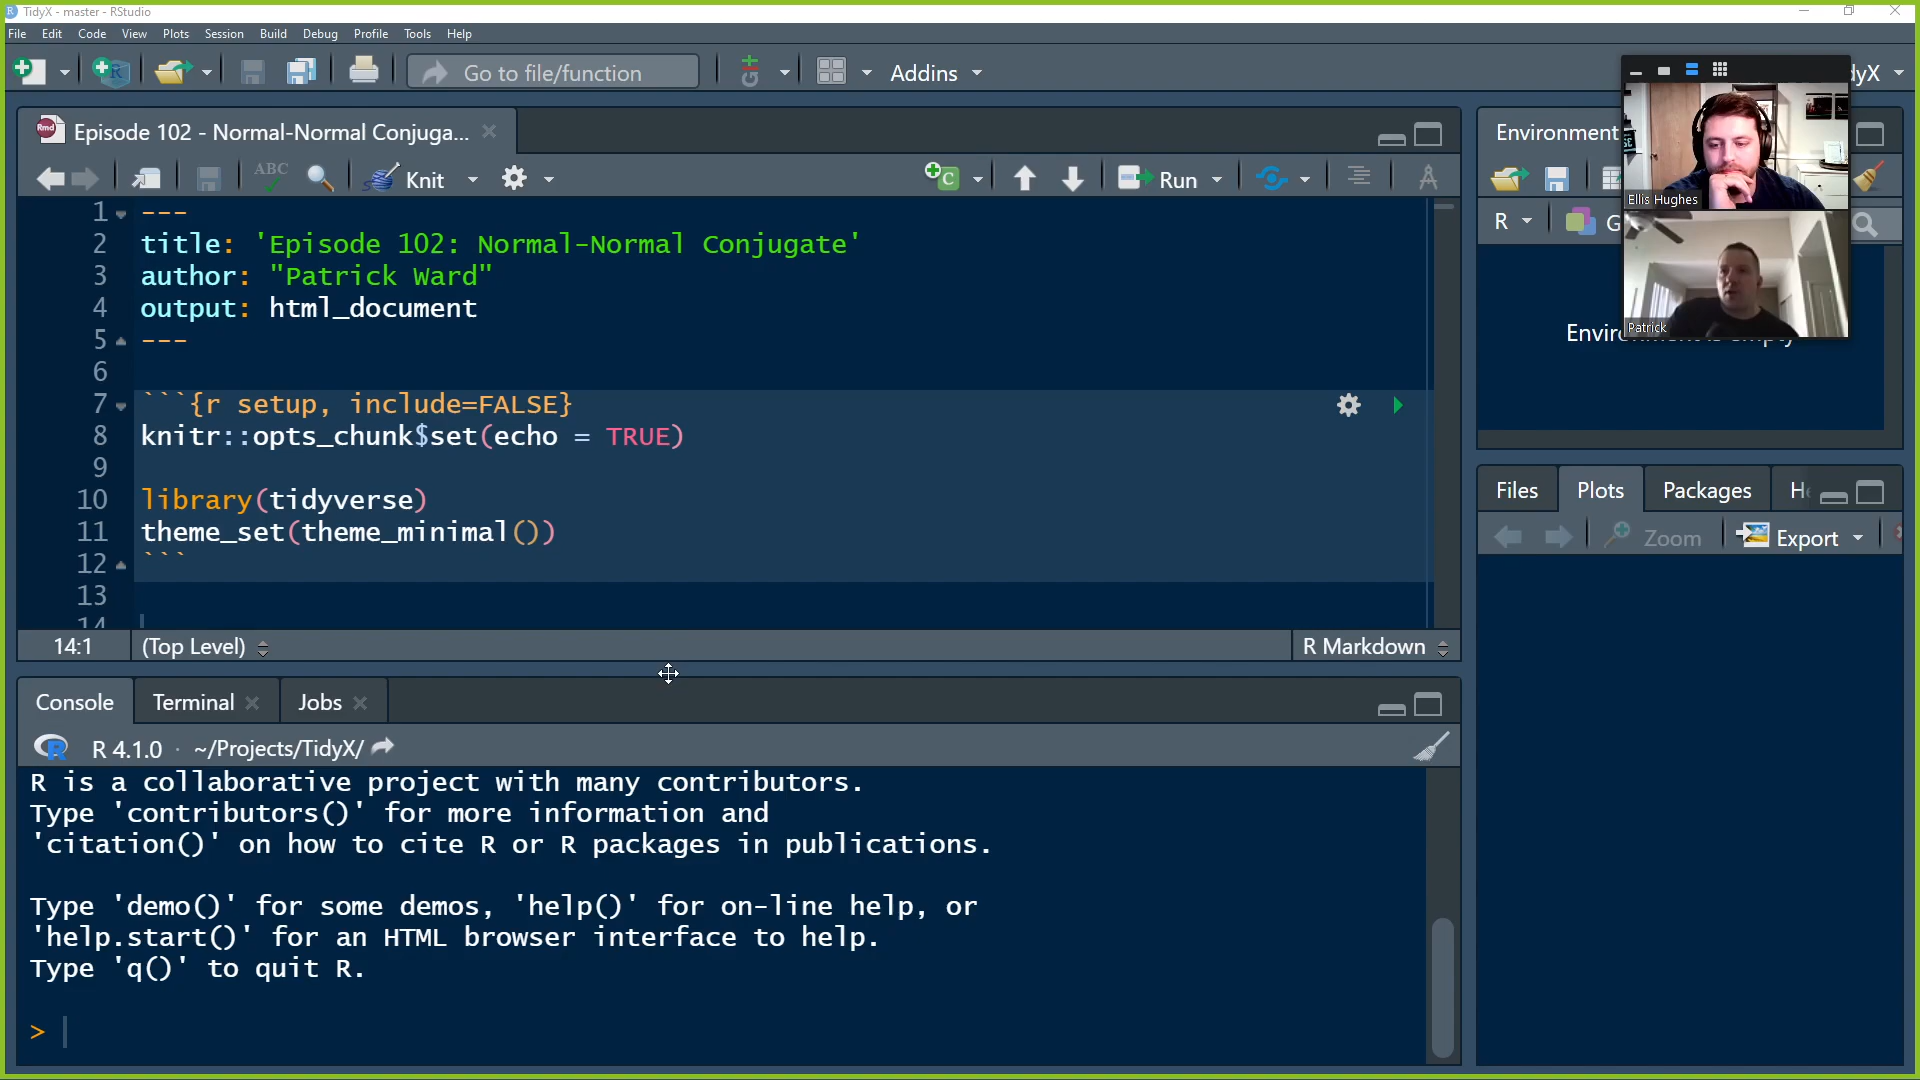 TidyX - master - RStudio
File Edit Code View Plots Session Build Debug Profile Tools Help
Go to file/function
Addins
dyX
Episode 102 - Normal-Normal Conjuga...
ABC
Knit
Run
1 ---
2 title: 'Episode 102: Normal-Normal Conjugate'
3 author: "Patrick Ward"
4 output: html_document
5 ---
6
7 ```{r setup, include=FALSE}
8 knitr::opts_chunk$set(echo = TRUE)
9
10 library(tidyverse)
11 theme_set(theme_minimal())
12 ```
13
14
14:1 (Top Level) R Markdown
Console Terminal Jobs
R 4.1.0 · ~/Projects/TidyX/
R is a collaborative project with many contributors.
Type 'contributors()' for more information and
'citation()' on how to cite R or R packages in publications.
Type 'demo()' for some demos, 'help()' for on-line help, or
'help.start()' for an HTML browser interface to help.
Type 'q()' to quit R.
>
Environment
R G
Ellis Hughes
Patrick
Files Plots Packages
Zoom Export